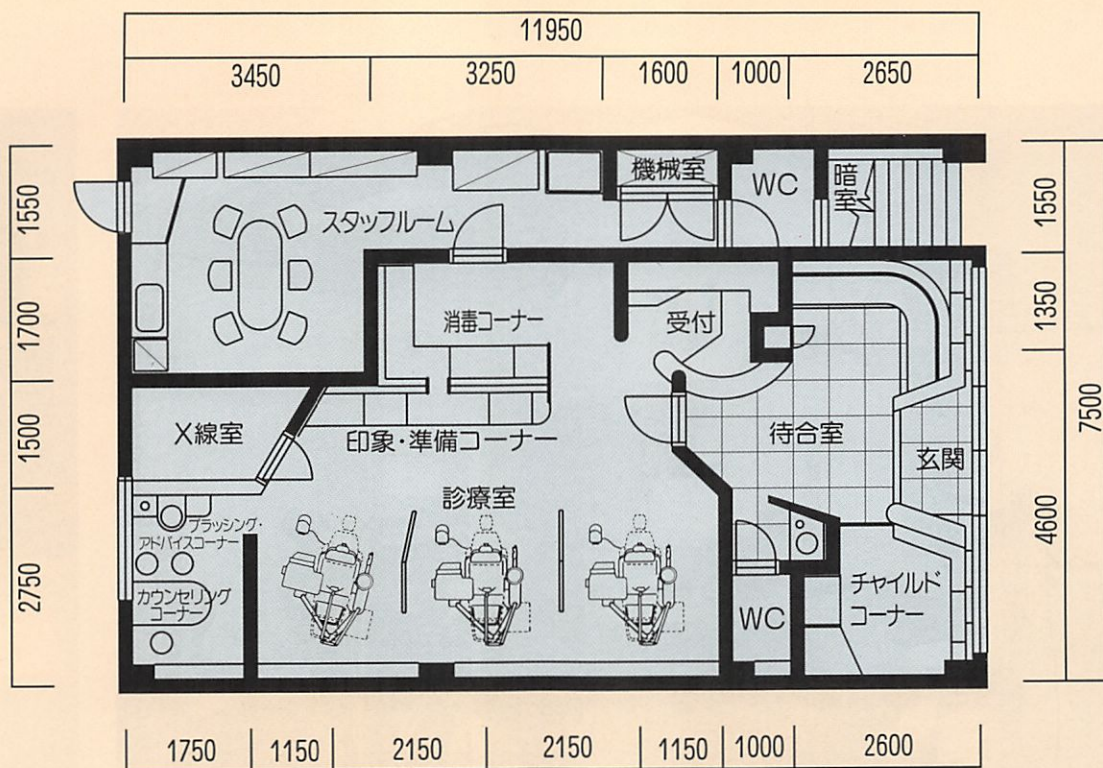 11950
3450
3250
1600
1000
2650
1550
1700
1500
2750
1550
1350
4600
7500
機械室
WC
暗室
スタッフルーム
消毒コーナー
受付
X線室
印象・準備コーナー
待合室
玄関
診療室
ブラッシング・
アドバイスコーナー
カウンセリング
コーナー
WC
チャイルド
コーナー
1750
1150
2150
2150
1150
1000
2600